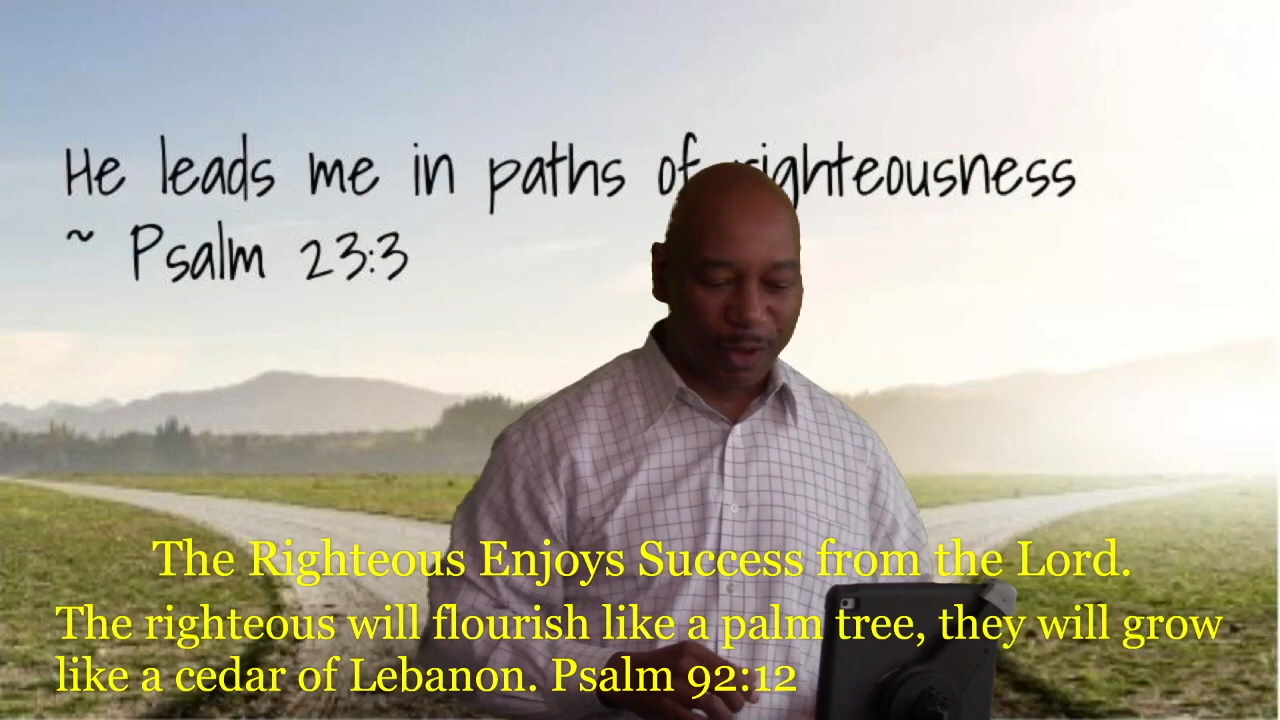 He leads me in paths of righteousness
~ Psalm 23:3
The Righteous Enjoys Success from the Lord.
The righteous will flourish like a palm tree, they will grow
like a cedar of Lebanon. Psalm 92:12